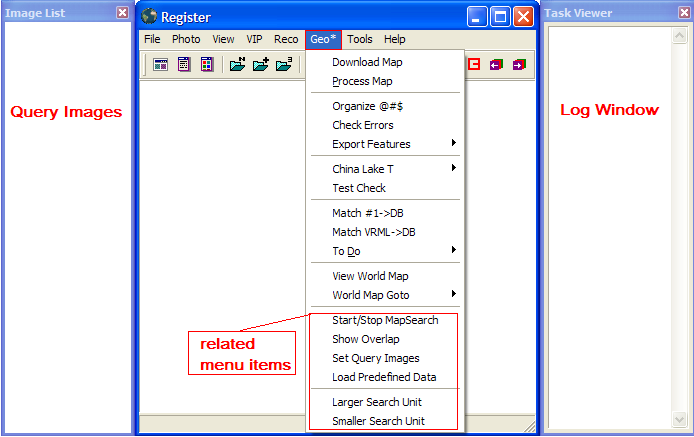 Image List
Register
Task Viewer
File Photo View VIP Reco Geo* Tools Help
Query Images
Log Window
Download Map
Process Map
Organize @#$
Check Errors
Export Features
China Lake T
Test Check
Match #1->DB
Match VRML->DB
To Do
View World Map
World Map Goto
Start/Stop MapSearch
Show Overlap
Set Query Images
Load Predefined Data
Larger Search Unit
Smaller Search Unit
related
menu items